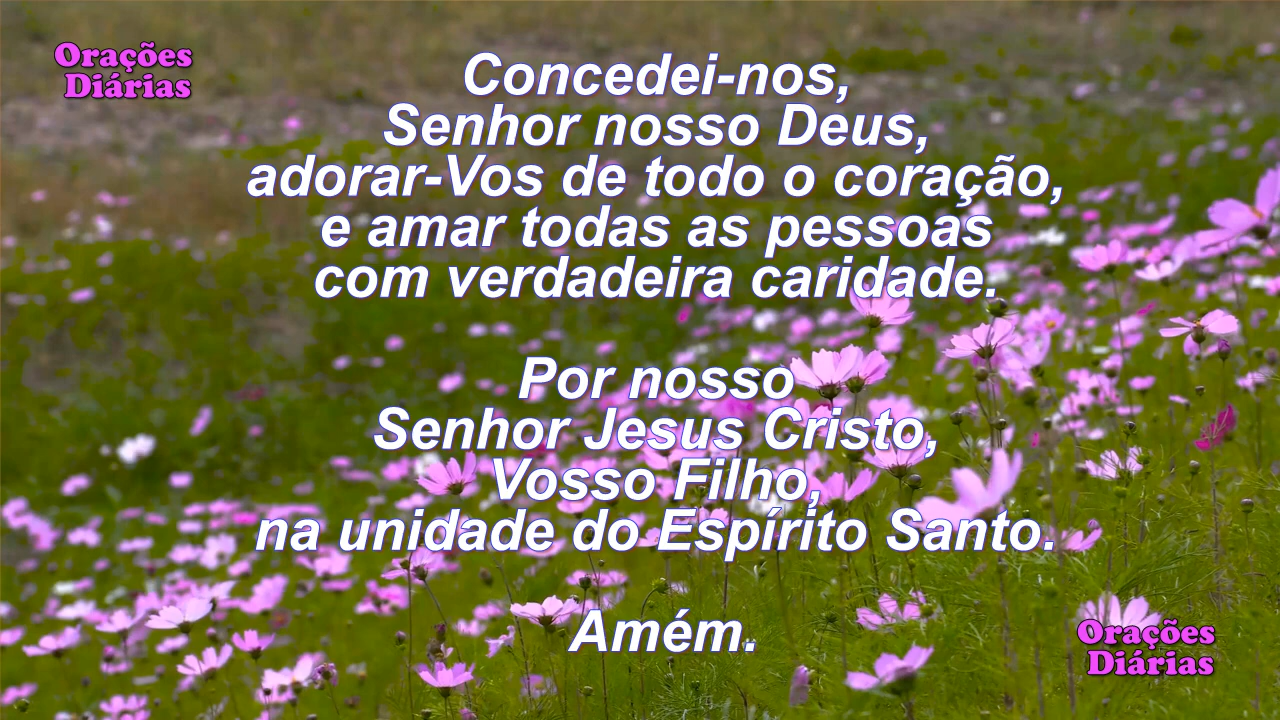 Orações
Diárias
Concedei-nos,
Senhor nosso Deus,
adorar-Vos de todo o coração,
e amar todas as pessoas
com verdadeira caridade.
Por nosso
Senhor Jesus Cristo,
Vosso Filho,
na unidade do Espírito Santo.
Amém.
Orações
Diárias